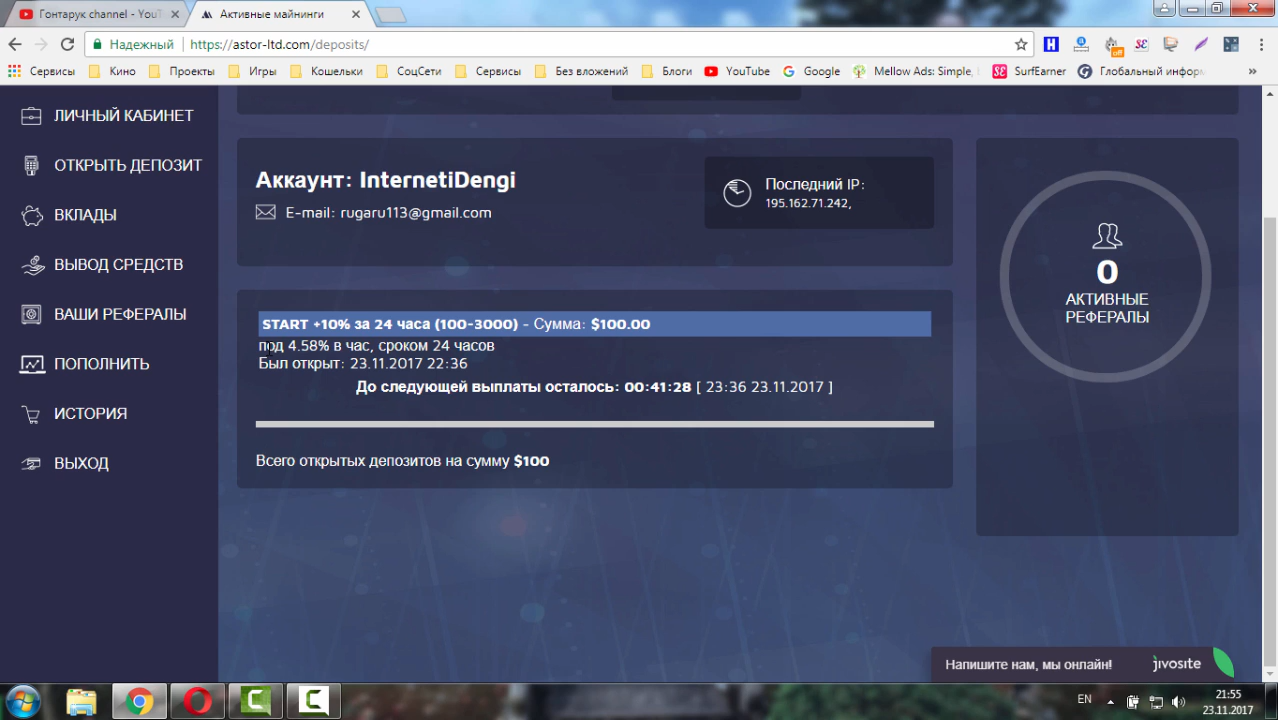 Гонтарук channel - You
Активные майнинги
Надежный
https://astor-ltd.com/deposits/
Сервисы
Кино
Проекты
Игры
Кошельки
СоцСети
Сервисы
Без вложений
Блоги
YouTube
Google
Mellow Ads: Simple,
SurfEarner
Глобальный инфор
ЛИЧНЫЙ КАБИНЕТ
ОТКРЫТЬ ДЕПОЗИТ
ВКЛАДЫ
ВЫВОД СРЕДСТВ
ВАШИ РЕФЕРАЛЫ
ПОПОЛНИТЬ
ИСТОРИЯ
ВЫХОД
Аккаунт: InternetiDengi
E-mail: rugaru113@gmail.com
Последний IP:
195.162.71.242,
START +10% за 24 часа (100-3000) - Сумма: $100.00
под 4.58% в час, сроком 24 часов
Был открыт: 23.11.2017 22:36
До следующей выплаты осталось: 00:41:28 [ 23:36 23.11.2017 ]
Всего открытых депозитов на сумму $100
0
АКТИВНЫЕ
РЕФЕРАЛЫ
Напишите нам, мы онлайн!
jivosite
EN
21:55
23.11.2017